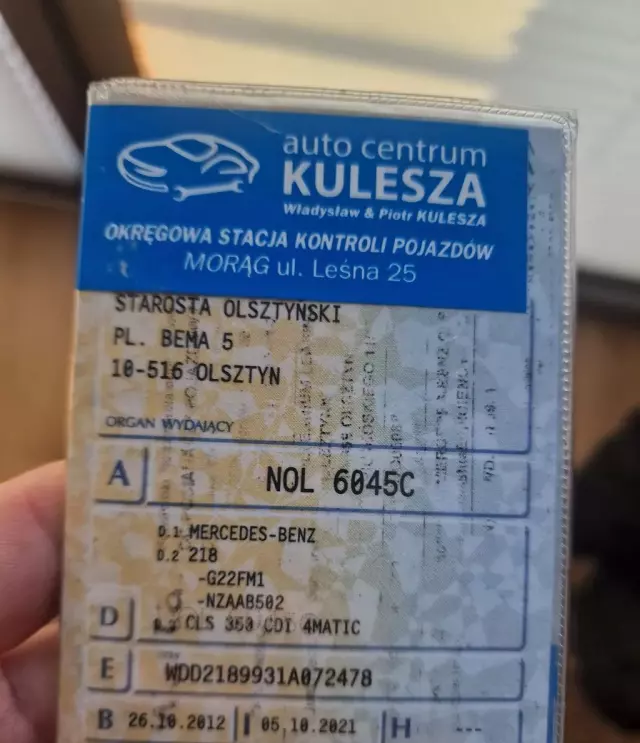 auto centrum
KULESZA
Władysław & Piotr KULESZA
OKRĘGOWA STACJA KONTROLI POJAZDÓW
MORĄG ul. Leśna 25
STAROSTA OLSZTYŃSKI
PL. BEMA 5
10-516 OLSZTYN
ORGAN WYDAJĄCY
A NOL 6045C
D.1 MERCEDES-BENZ
D.2 218
-G22FM1
-NZAAB502
D D.3 CLS 350 CDI 4MATIC
E WDD2189931A072478
B 26.10.2012 I 05.10.2021 H ---